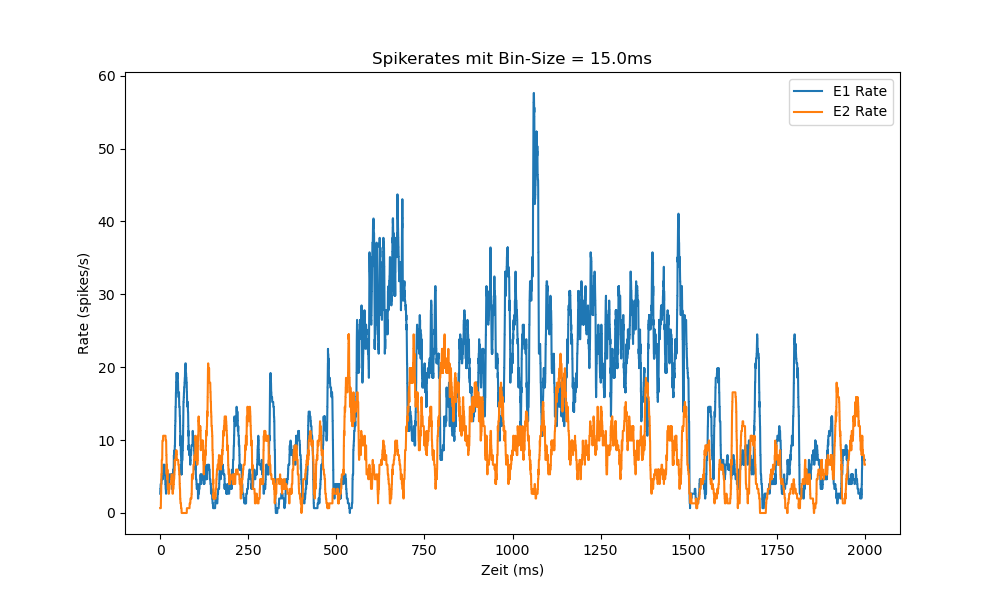 Spikerates mit Bin-Size = 15.0ms
E1 Rate
E2 Rate
60
50
40
30
20
10
0
Rate (spikes/s)
0 250 500 750 1000 1250 1500 1750 2000
Zeit (ms)